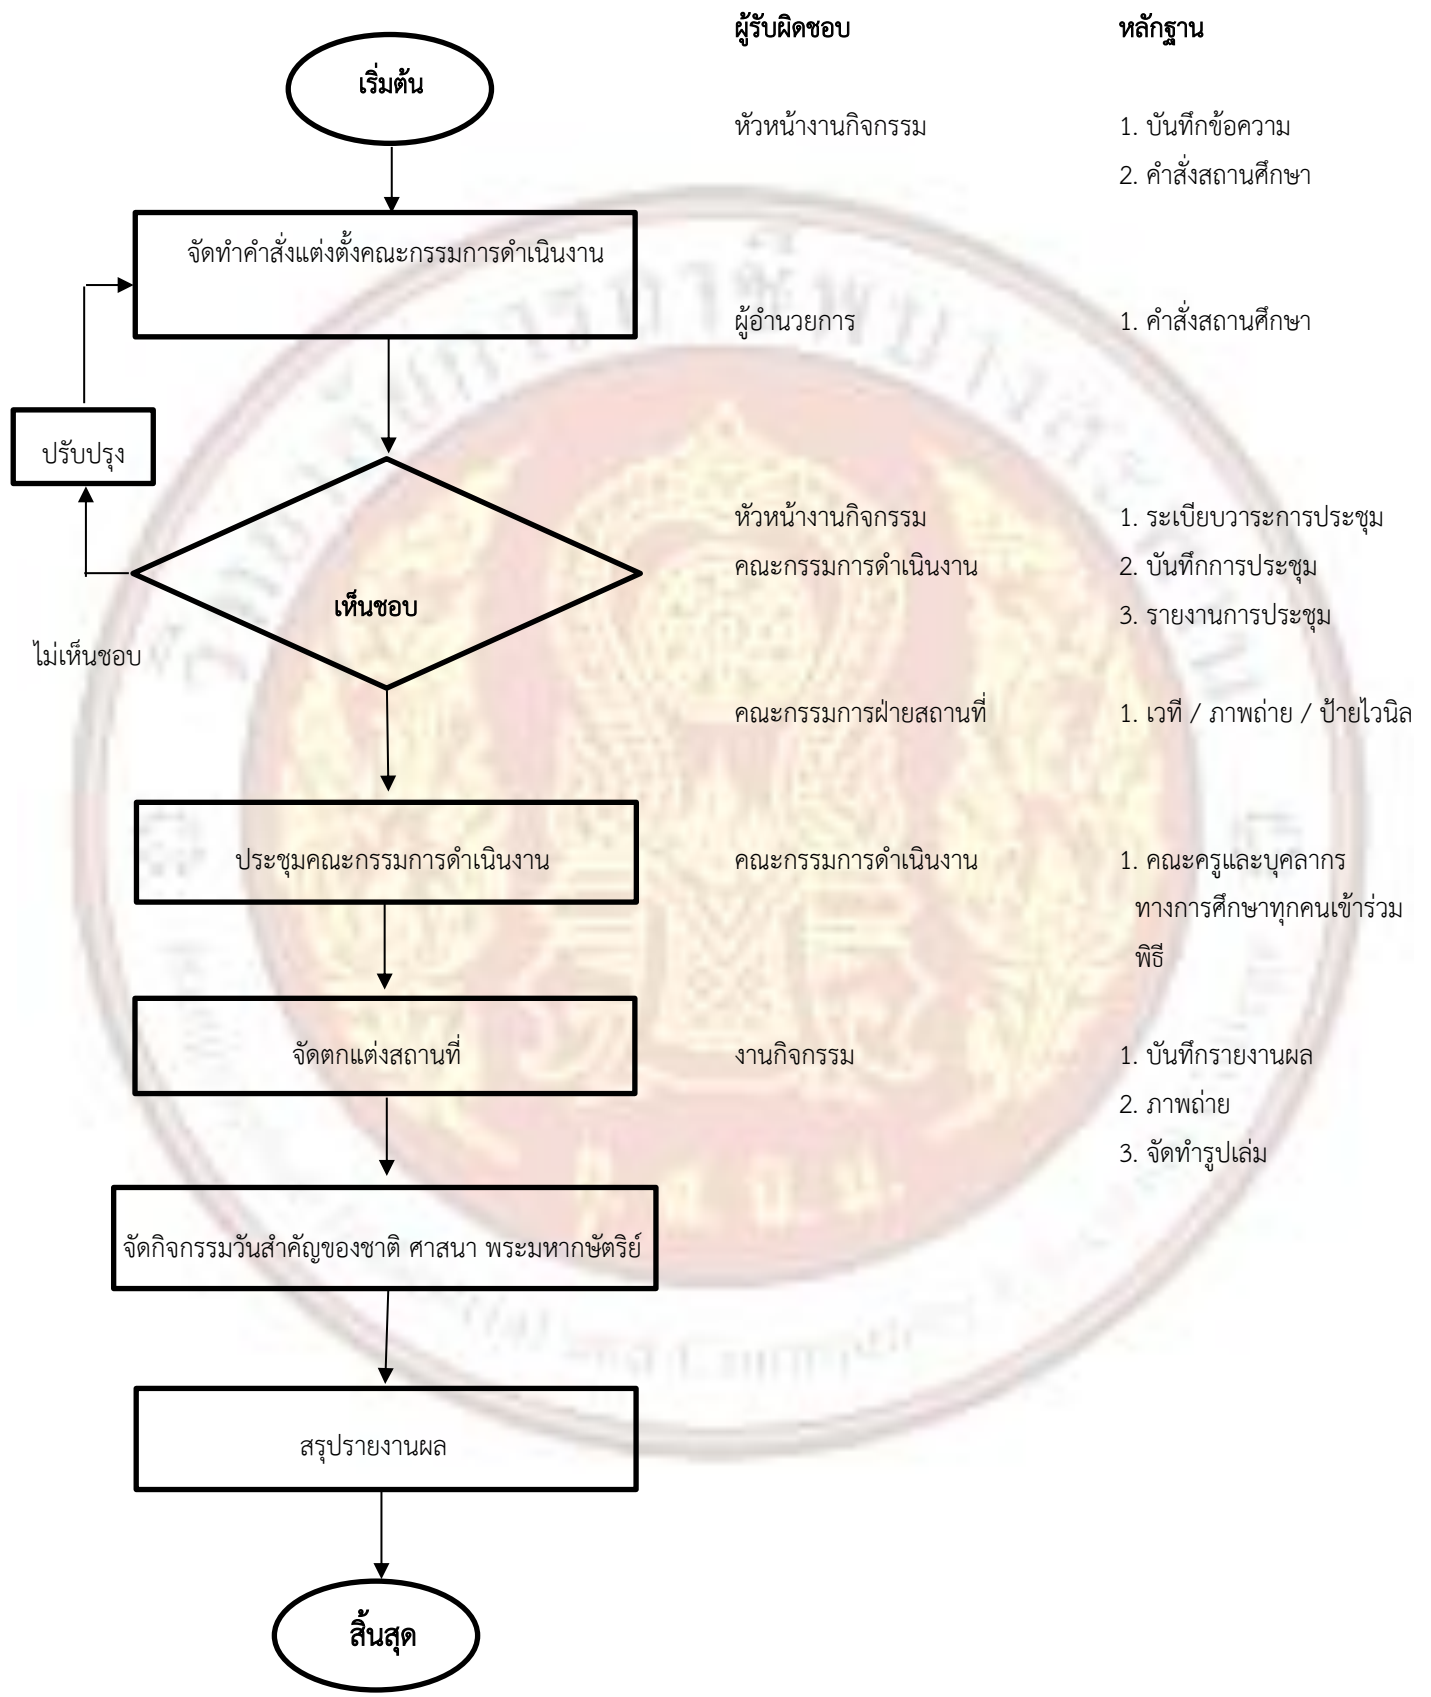 ผู้รับผิดชอบ หลักฐาน
เริ่มต้น
หัวหน้างานกิจกรรม 1. บันทึกข้อความ
2. คำสั่งสถานศึกษา
จัดทำคำสั่งแต่งตั้งคณะกรรมการดำเนินงาน
ผู้อำนวยการ 1. คำสั่งสถานศึกษา
ปรับปรุง
หัวหน้างานกิจกรรม 1. ระเบียบวาระการประชุม
คณะกรรมการดำเนินงาน 2. บันทึกการประชุม
เห็นชอบ 3. รายงานการประชุม
ไม่เห็นชอบ
คณะกรรมการฝ่ายสถานที่ 1. เวที / ภาพถ่าย / ป้ายไวนิล
ประชุมคณะกรรมการดำเนินงาน คณะกรรมการดำเนินงาน 1. คณะครูและบุคลากร
ทางการศึกษาทุกคนเข้าร่วม
พิธี
จัดตกแต่งสถานที่ งานกิจกรรม 1. บันทึกรายงานผล
2. ภาพถ่าย
3. จัดทำรูปเล่ม
จัดกิจกรรมวันสำคัญของชาติ ศาสนา พระมหากษัตริย์
สรุปรายงานผล
สิ้นสุด